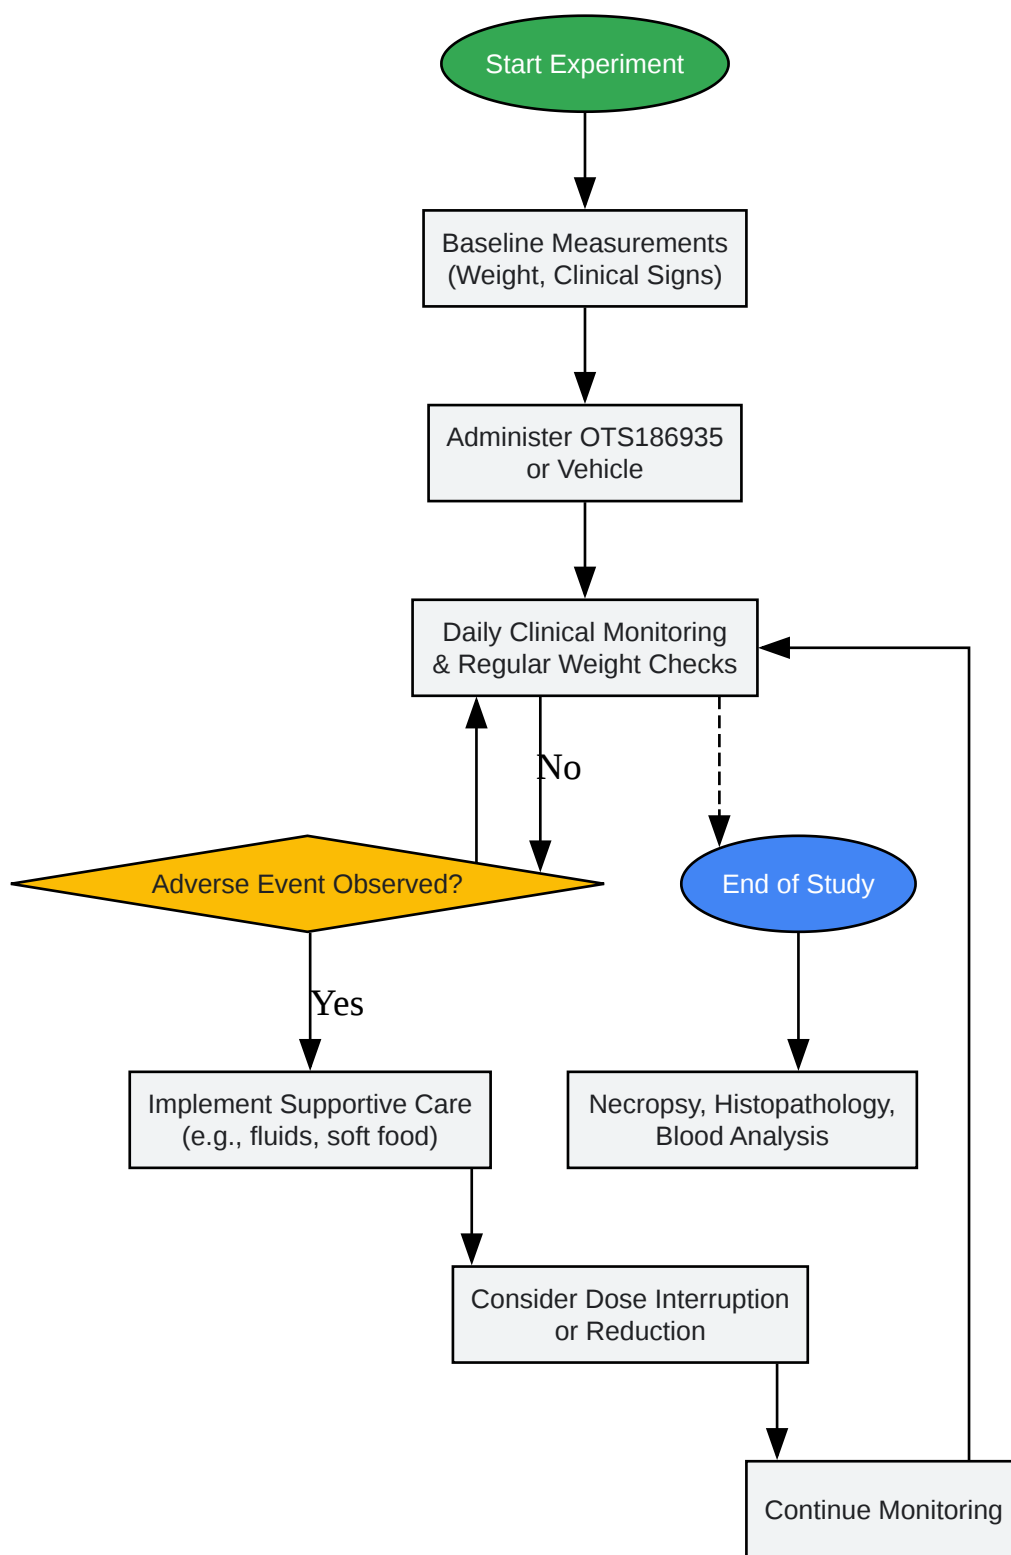 Start Experiment
Baseline Measurements
(Weight, Clinical Signs)
Administer OTS186935
or Vehicle
Daily Clinical Monitoring
& Regular Weight Checks
No
Adverse Event Observed?
End of Study
Yes
Implement Supportive Care
(e.g., fluids, soft food)
Necropsy, Histopathology,
Blood Analysis
Consider Dose Interruption
or Reduction
Continue Monitoring